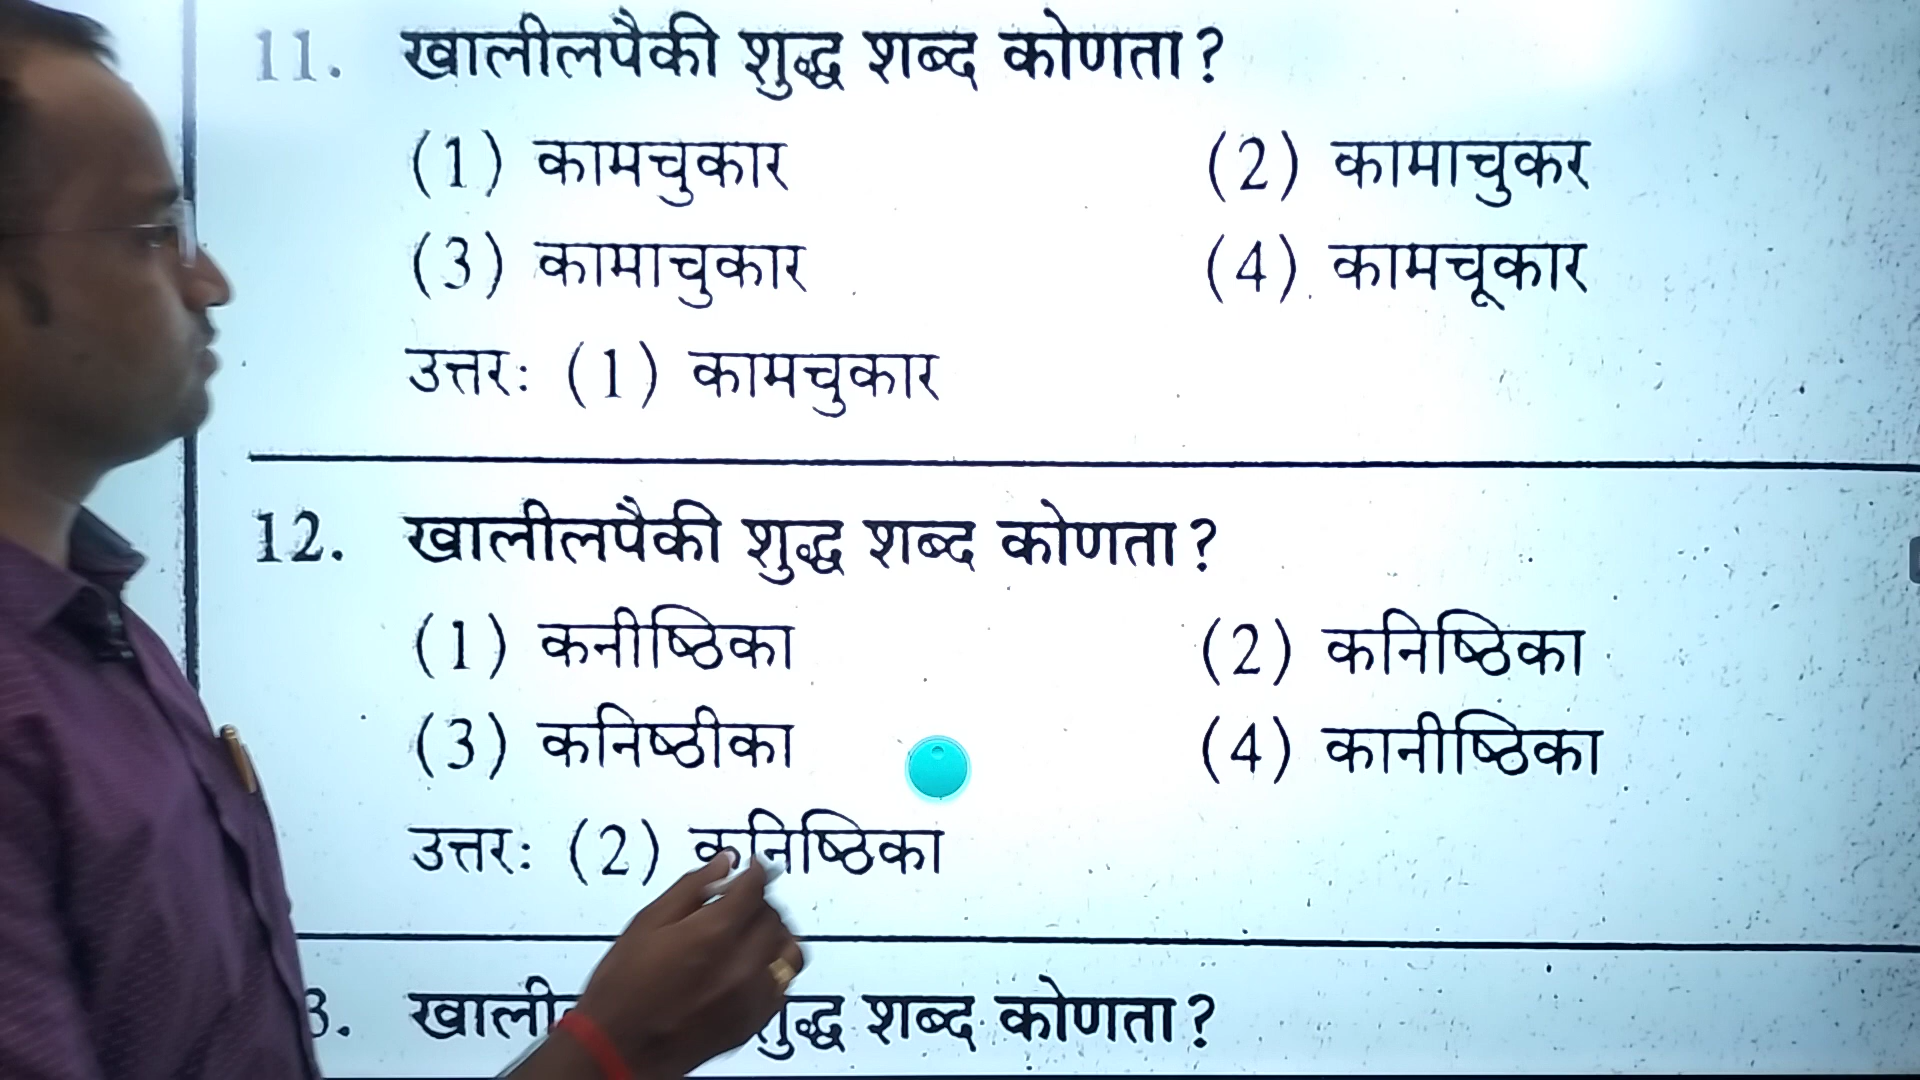 11. खालीलपैकी शुद्ध शब्द कोणता?
(1) कामचुकार (2) कामाचुकर
(3) कामाचुकार (4) कामचूकार
उत्तरः (1) कामचुकार
12. खालीलपैकी शुद्ध शब्द कोणता?
(1) कनीष्ठिका (2) कनिष्ठिका
(3) कनिष्ठीका (4) कानीष्ठिका
उत्तरः (2) कनिष्ठिका
3. शुद्ध शब्द कोणता?